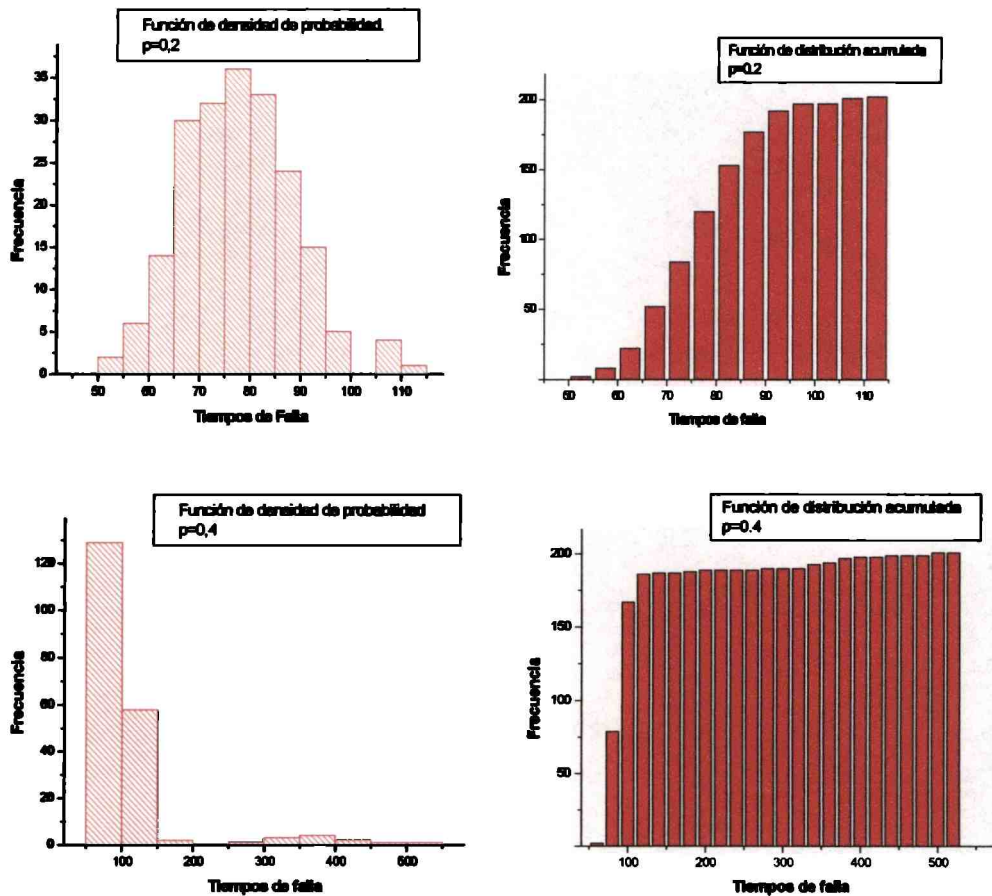 Función de densidad de probabilidad.
p=0,2
Frecuencia
35
30
25
20
15
10
5
0
50 60 70 80 90 100 110
Tiempos de Falla
Función de distribución acumulada
p=0.2
Frecuencia
200
150
100
50
50 60 70 80 90 100 110
Tiempos de falla
Función de densidad de probabilidad
p=0,4
Frecuencia
120
100
80
60
40
20
0
100 200 300 400 500
Tiempos de falla
Función de distribución acumulada
p=0.4
Frecuencia
200
150
100
50
100 200 300 400 500
Tiempos de falla